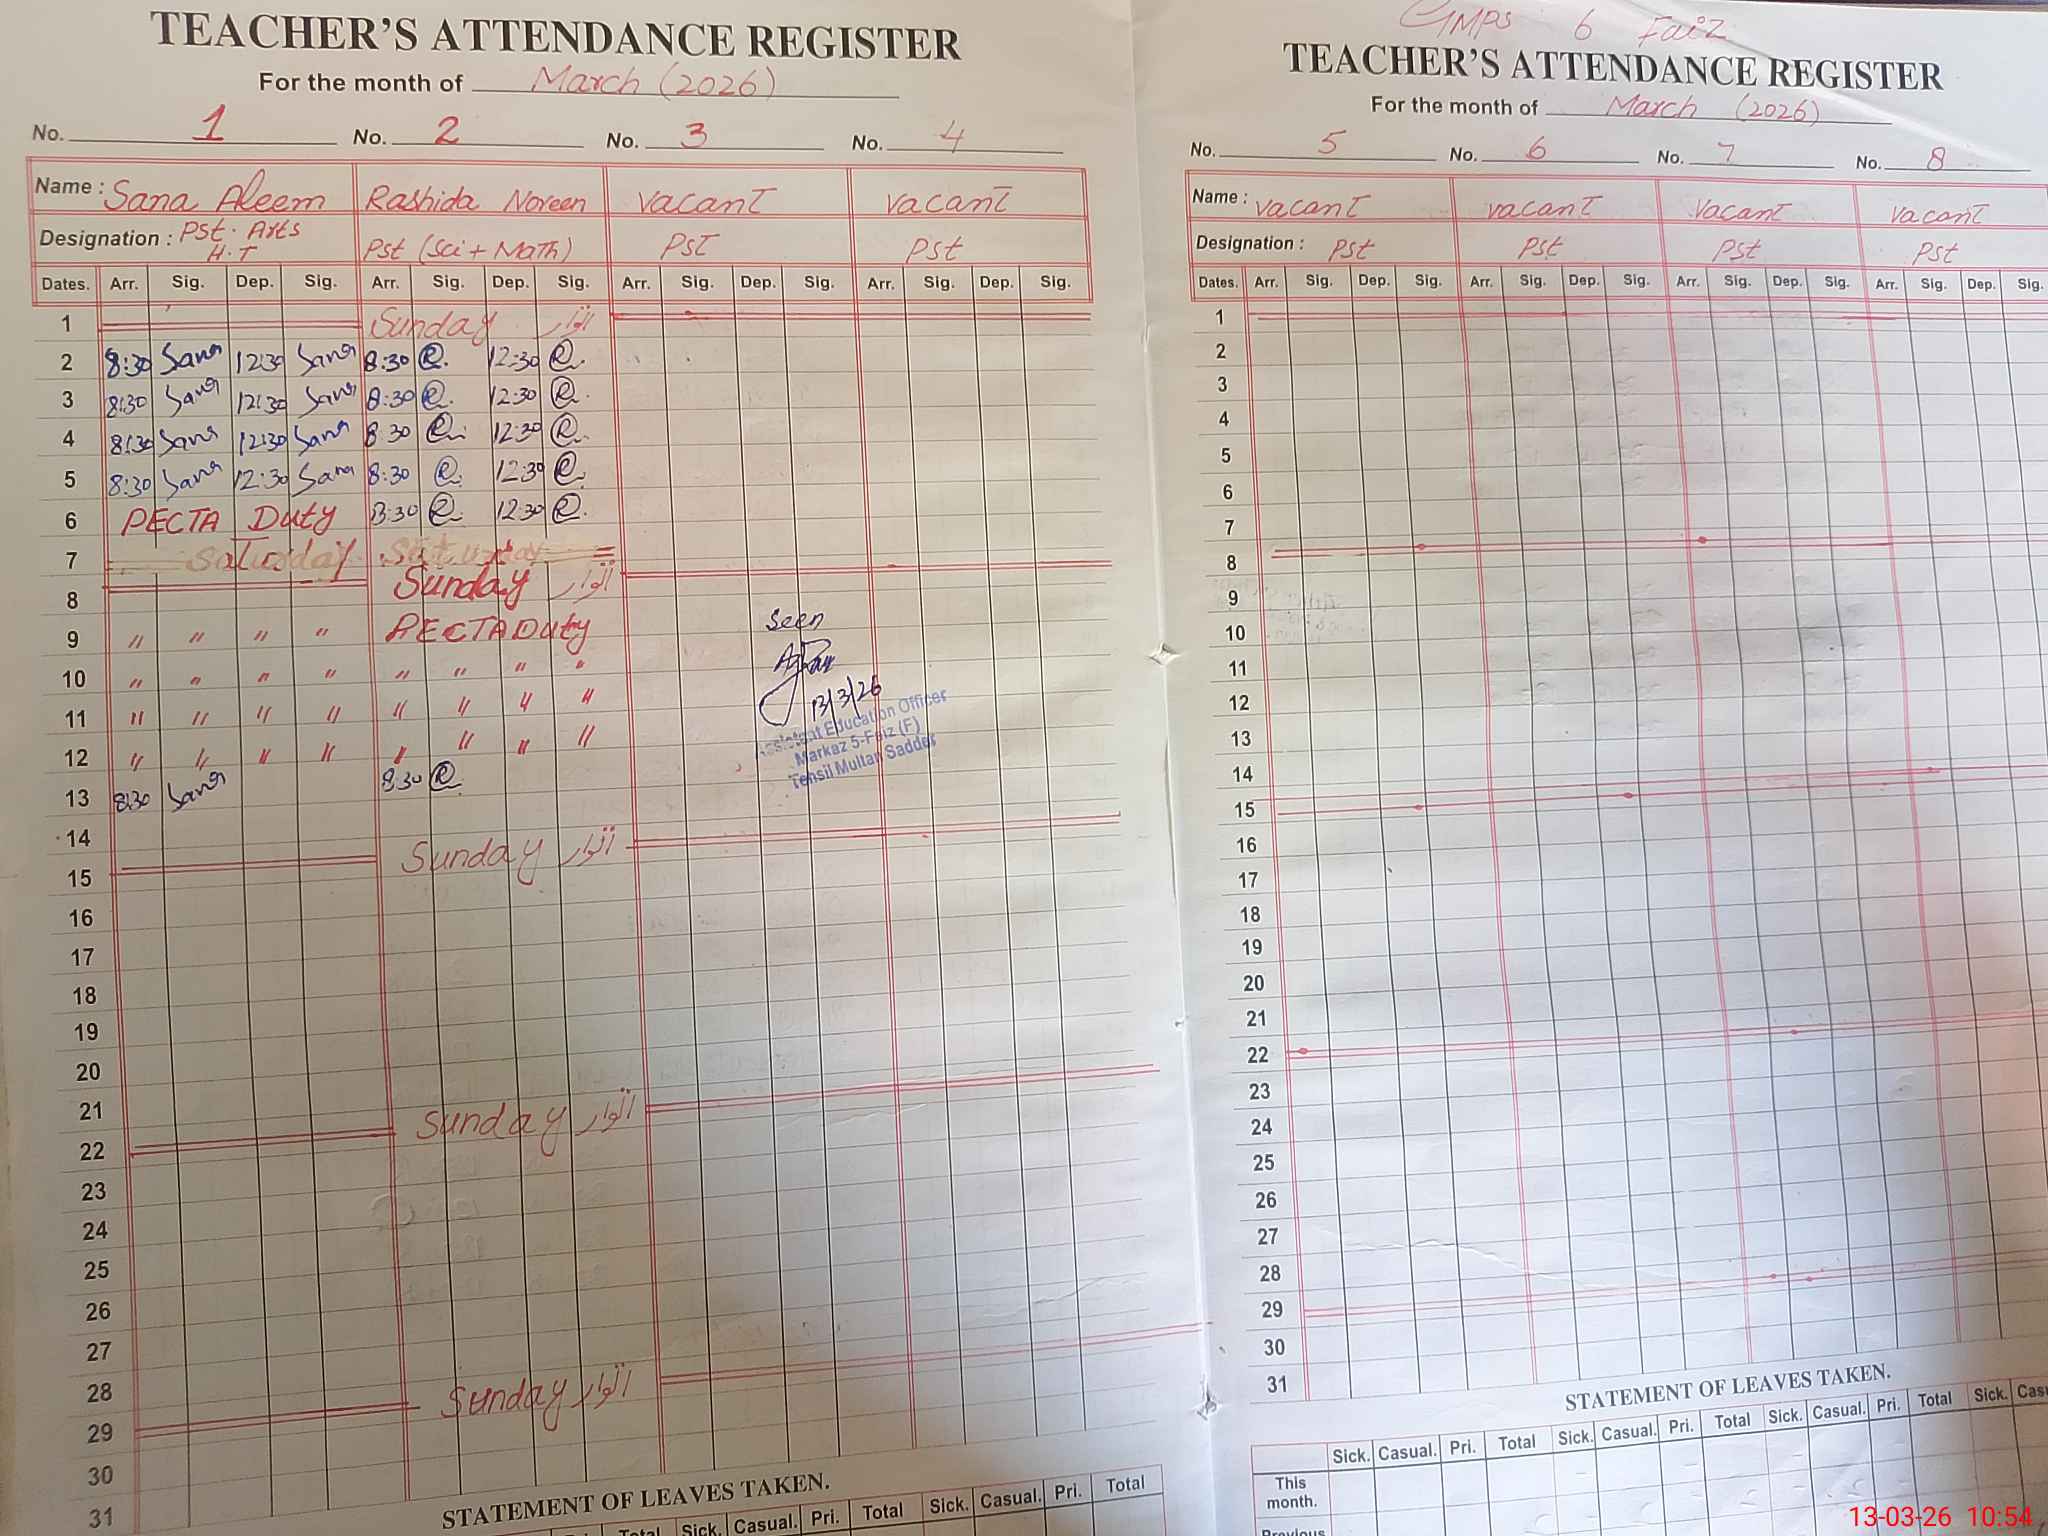 TEACHER'S ATTENDANCE REGISTER
For the month of March (2026)
No. 1 No. 2 No. 3 No. 4
Name : Sana Aleem Rashida Noreen vacant vacant
Designation : Pst. Arts H.T Pst (Sci + Math) Pst Pst
Dates. Arr. Sig. Dep. Sig. Arr. Sig. Dep. Sig. Arr. Sig. Dep. Sig. Arr. Sig. Dep. Sig.
1 Sunday اتوار
2 8:30 Sana 12:30 Sana 8:30 12:30
3 8:30 Sana 12:30 Sana 8:30 12:30
4 8:30 Sana 12:30 Sana 8:30 12:30
5 8:30 Sana 12:30 Sana 8:30 12:30
6 PECTA Duty 8:30 12:30
7 Saturday Saturday
8 Sunday اتوار
9 " " " " PECTA Duty
10 " " " " " " " "
11 " " " " " " " "
12 " " " " " " " "
13 8:30 Sana 8:30
14
15 Sunday اتوار
16
17
18
19
20
21
22 Sunday اتوار
23
24
25
26
27
28
29 Sunday اتوار
30
31
Seen
13/3/26
Assistant Education Officer
Markaz 5-Faiz (F)
Tehsil Multan Saddar
STATEMENT OF LEAVES TAKEN.
Pri. Total Sick. Casual. Pri. Total Sick. Casual. Pri. Total
GMPS 6 Faiz
TEACHER'S ATTENDANCE REGISTER
For the month of March (2026)
No. 5 No. 6 No. 7 No. 8
Name : vacant vacant vacant vacant
Designation : Pst Pst Pst Pst
Dates. Arr. Sig. Dep. Sig. Arr. Sig. Dep. Sig. Arr. Sig. Dep. Sig. Arr. Sig. Dep. Sig.
1
2
3
4
5
6
7
8
9
10
11
12
13
14
15
16
17
18
19
20
21
22
23
24
25
26
27
28
29
30
31
STATEMENT OF LEAVES TAKEN.
Sick. Casual. Pri. Total Sick. Casual. Pri. Total Sick. Casual. Pri. Total Sick.
This month.
Previous
13-03-26 10:54